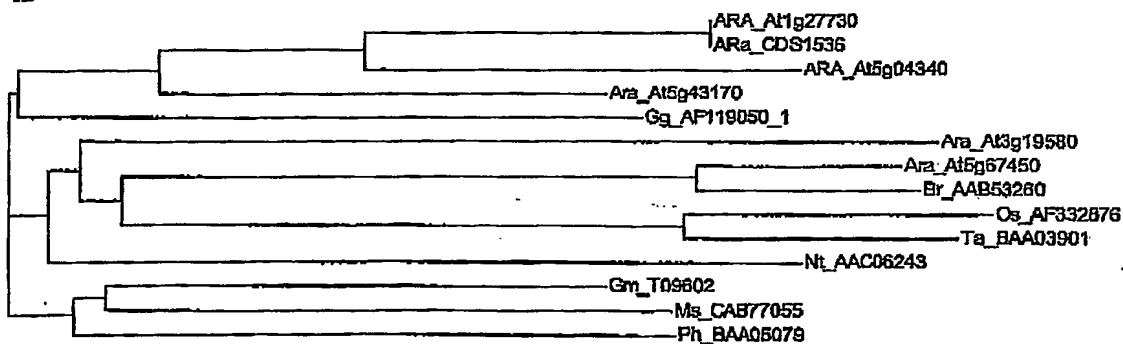 ARA_At1g27730
ARa_CDS1536
ARA_At5g04340
Ara_At5g43170
Gg_AF119050_1
Ara_At3g19580
Ara_At5g67450
Br_AAB53260
Os_AF332876
Ta_BAA03901
Nt_AAC06243
Gm_T09602
Ms_CAB77055
Ph_BAA05079